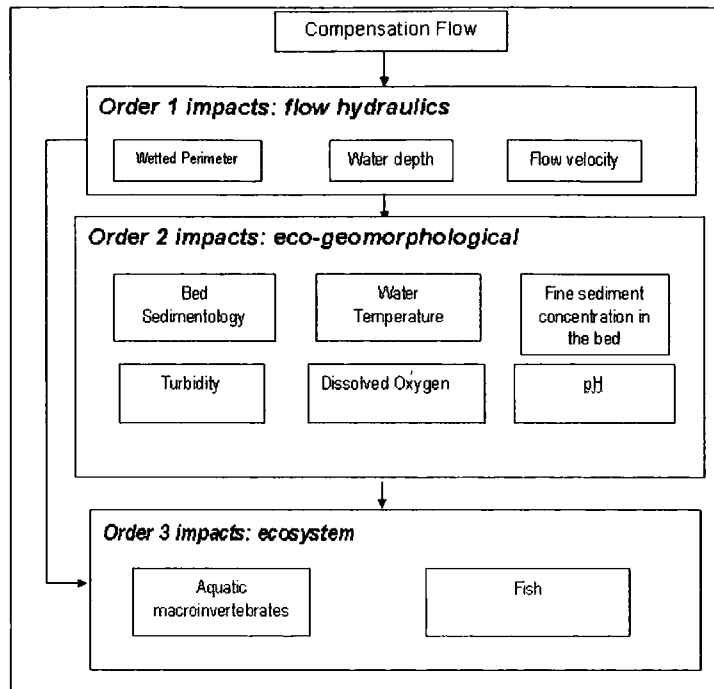 Compensation Flow
Order 1 impacts: flow hydraulics
Wetted Perimeter
Water depth
Flow velocity
Order 2 impacts: eco-geomorphological
Bed
Sedimentology
Water
Temperature
Fine sediment
concentration in
the bed
Turbidity
Dissolved Oxygen
pH
Order 3 impacts: ecosystem
Aquatic
macroinvertebrates
Fish